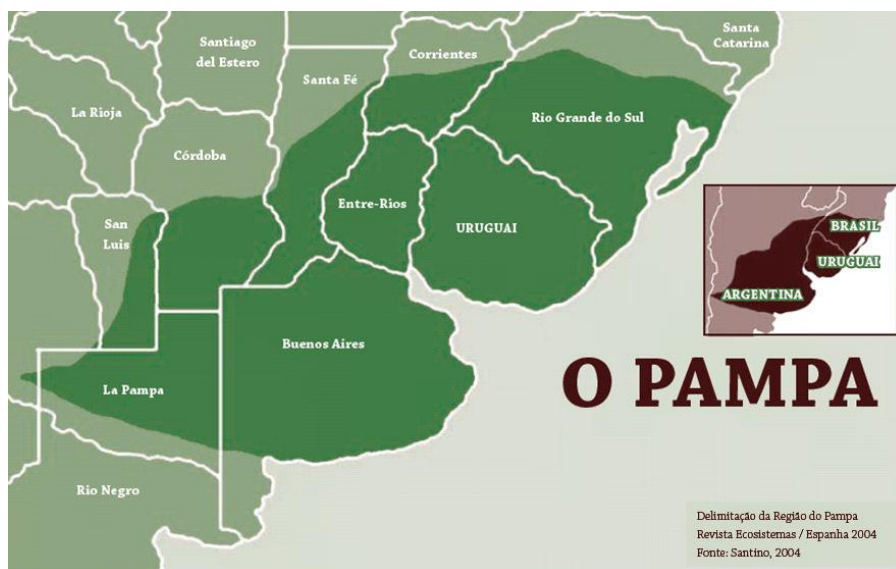 Santa
Catarina
Santiago
del Estero
Corrientes
Santa Fé
La Rioja
Rio Grande do Sul
Córdoba
Entre-Rios
San
Luis
URUGUAI
BRASIL
URUGUAI
ARGENTINA
Buenos Aires
O PAMPA
La Pampa
Rio Negro
Delimitação da Região do Pampa
Revista Ecosistemas / Espanha 2004
Fonte: Santino, 2004